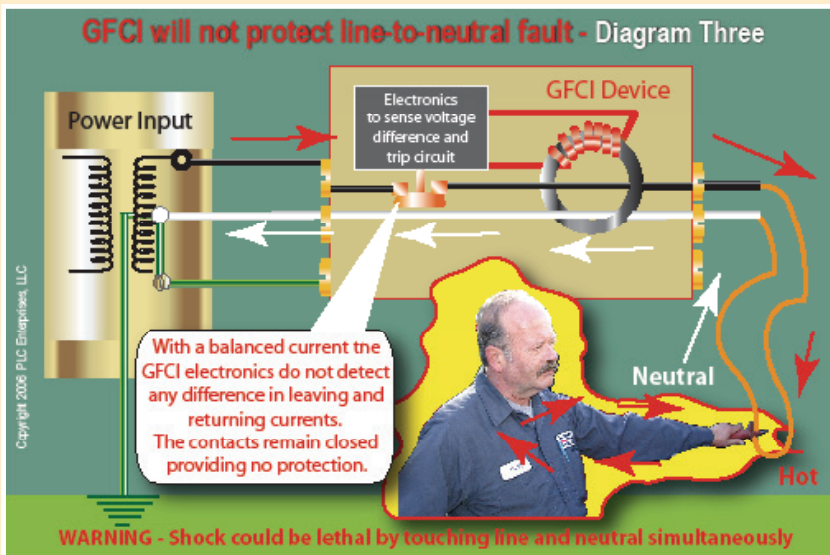 GFCI will not protect line-to-neutral fault - Diagram Three
Power Input
Electronics
to sense voltage
difference and
trip circuit
GFCI Device
With a balanced current tne
GFCI electronics do not detect
any difference in leaving and
returning currents.
The contacts remain closed
providing no protection.
Neutral
Hot
Copyright 2006 PLC Enterprises, LLC
WARNING - Shock could be lethal by touching line and neutral simultaneously